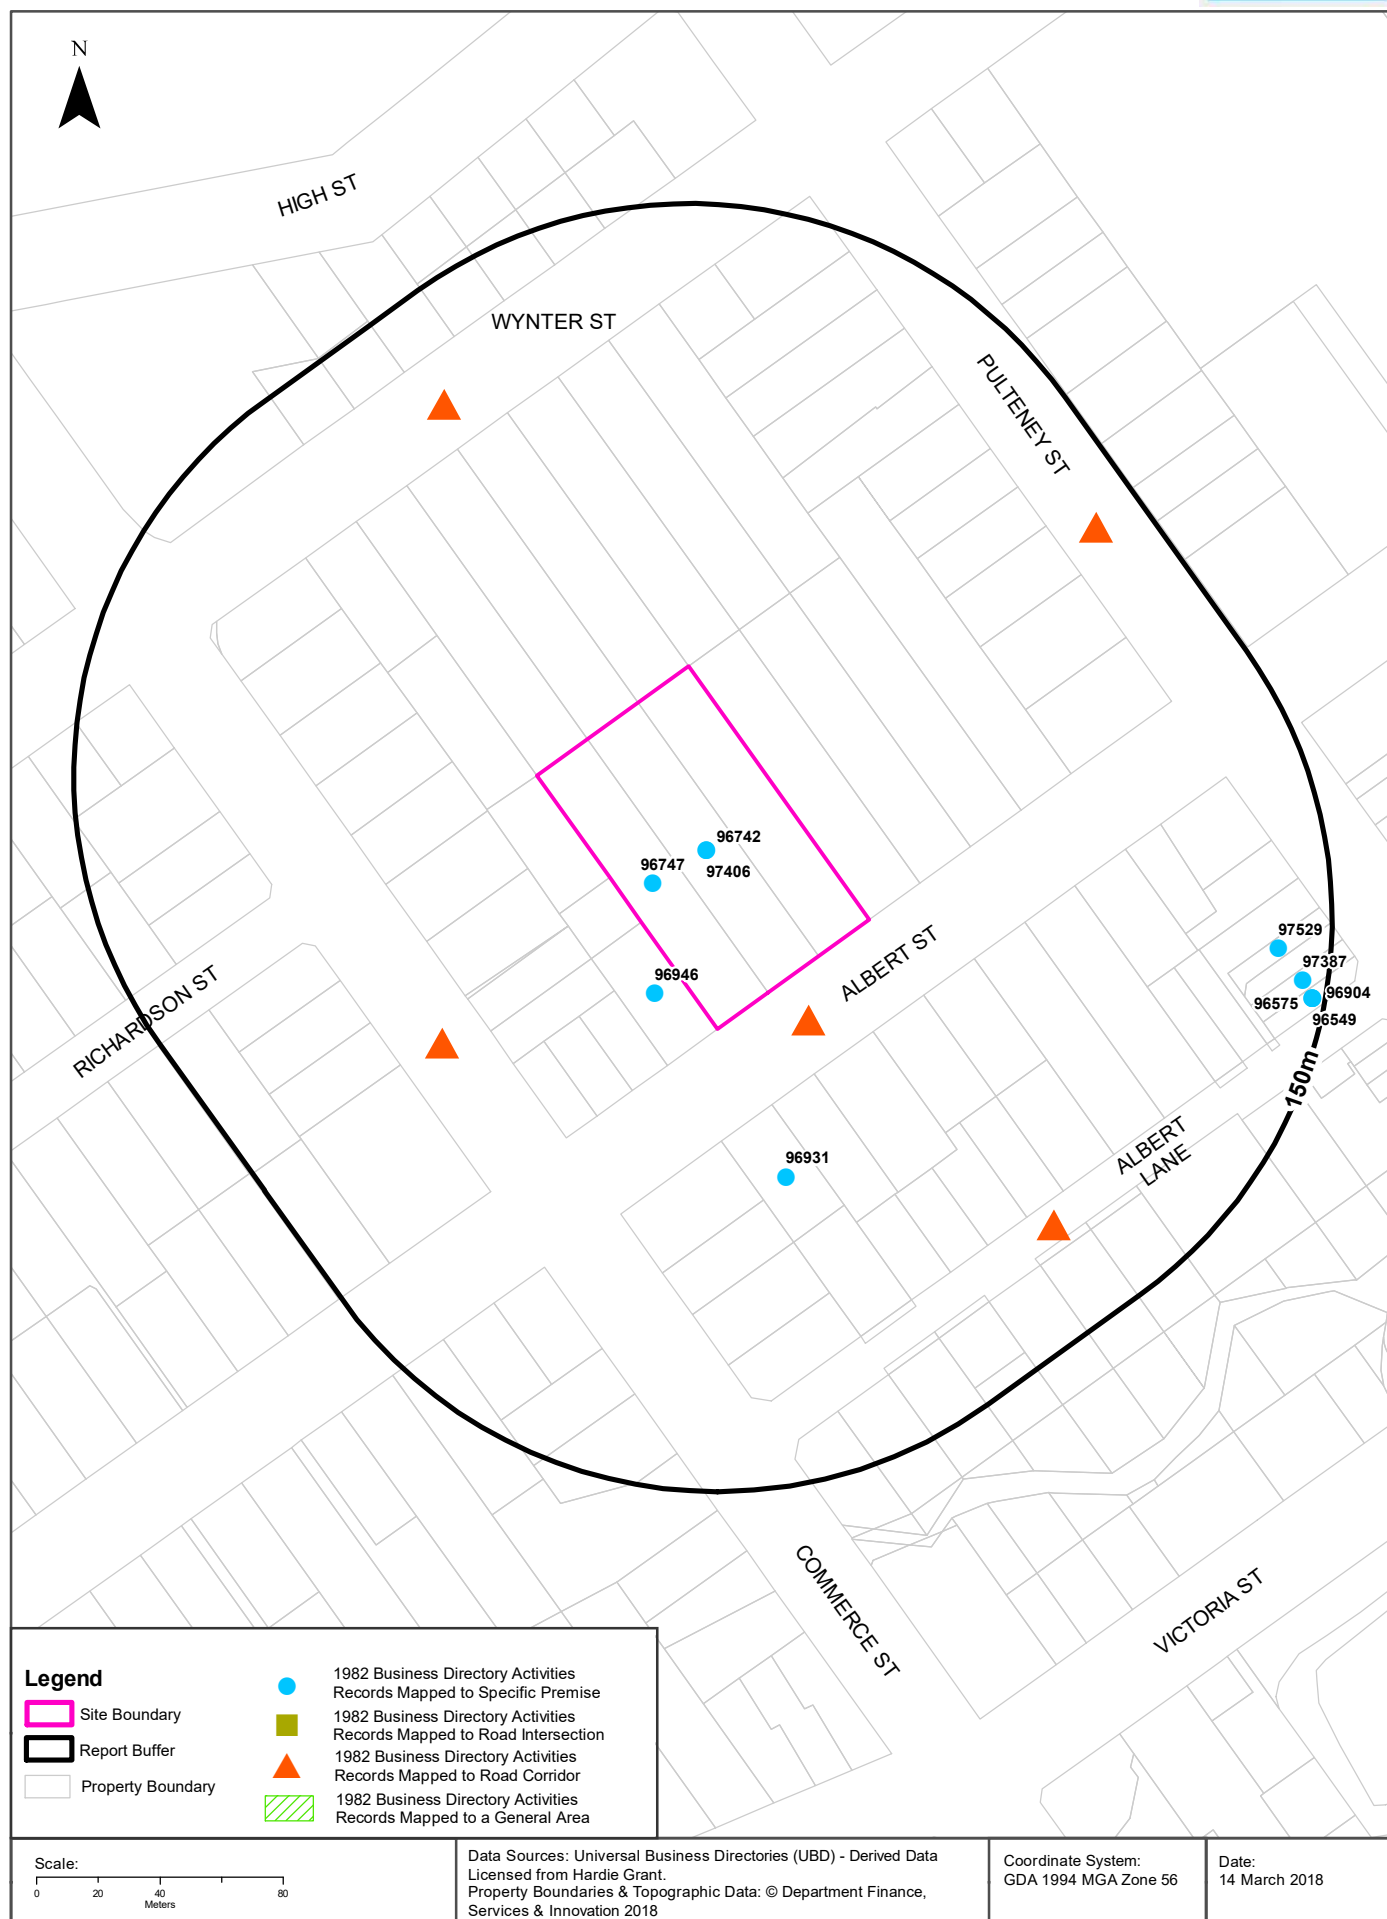 N
HIGH ST
WYNTER ST
PULTENEY ST
96742
96747
97406
ALBERT ST
97529
97387
96946
96904
96575
96549
RICHARDSON ST
150m
ALBERT
LANE
96931
COMMERCE ST
VICTORIA ST
Legend
Site Boundary
Report Buffer
Property Boundary
1982 Business Directory Activities
Records Mapped to Specific Premise
1982 Business Directory Activities
Records Mapped to Road Intersection
1982 Business Directory Activities
Records Mapped to Road Corridor
1982 Business Directory Activities
Records Mapped to a General Area
Scale:
0 20 40 80
Meters
Data Sources: Universal Business Directories (UBD) - Derived Data
Licensed from Hardie Grant.
Property Boundaries & Topographic Data: © Department Finance,
Services & Innovation 2018
Coordinate System:
GDA 1994 MGA Zone 56
Date:
14 March 2018